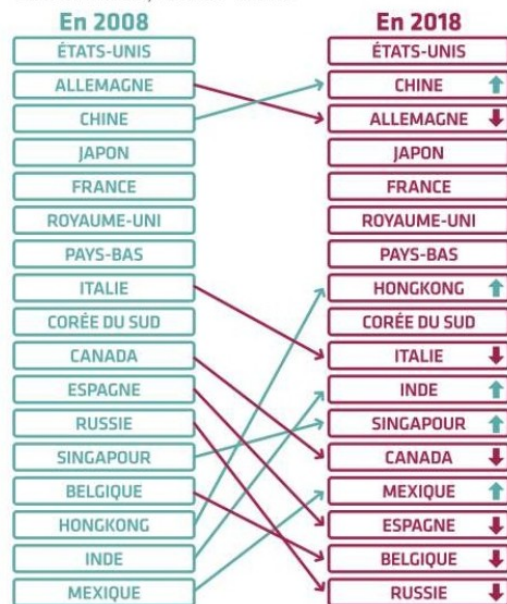 En 2008
ÉTATS-UNIS
ALLEMAGNE
CHINE
JAPON
FRANCE
ROYAUME-UNI
PAYS-BAS
ITALIE
CORÉE DU SUD
CANADA
ESPAGNE
RUSSIE
SINGAPOUR
BELGIQUE
HONGKONG
INDE
MEXIQUE
En 2018
ÉTATS-UNIS
CHINE
ALLEMAGNE
JAPON
FRANCE
ROYAUME-UNI
PAYS-BAS
HONGKONG
CORÉE DU SUD
ITALIE
INDE
SINGAPOUR
CANADA
MEXIQUE
ESPAGNE
BELGIQUE
RUSSIE